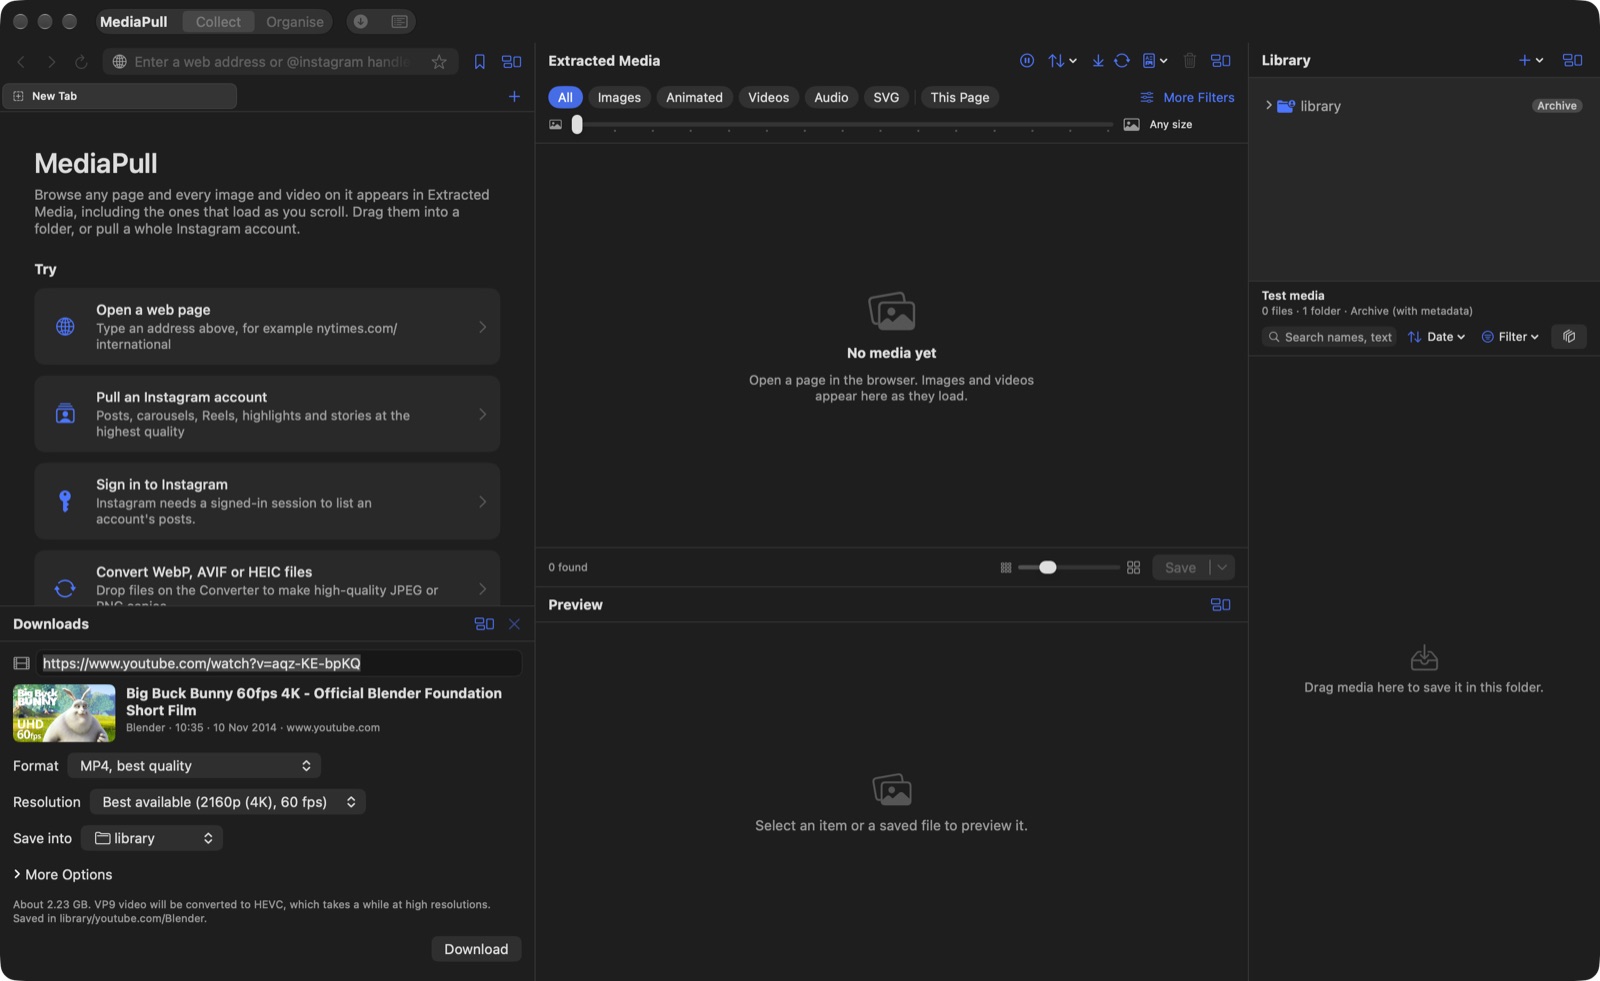 MediaPull
Collect
Organise
Enter a web address or @instagram handle
New Tab
MediaPull
Browse any page and every image and video on it appears in Extracted
Media, including the ones that load as you scroll. Drag them into a
folder, or pull a whole Instagram account.
Try
Open a web page
Type an address above, for example nytimes.com/
international
Pull an Instagram account
Posts, carousels, Reels, highlights and stories at the
highest quality
Sign in to Instagram
Instagram needs a signed-in session to list an
account's posts.
Convert WebP, AVIF or HEIC files
Drop files on the Converter to make high-quality JPEG or
PNG copies
Downloads
https://www.youtube.com/watch?v=aqz-KE-bpKQ
Big Buck
BUNNY
UHD
60fps
Big Buck Bunny 60fps 4K - Official Blender Foundation
Short Film
Blender · 10:35 · 10 Nov 2014 · www.youtube.com
Format MP4, best quality
Resolution Best available (2160p (4K), 60 fps)
Save into library
More Options
About 2.23 GB. VP9 video will be converted to HEVC, which takes a while at high resolutions.
Saved in library/youtube.com/Blender.
Download
Extracted Media
All Images Animated Videos Audio SVG This Page More Filters
Any size
No media yet
Open a page in the browser. Images and videos
appear here as they load.
0 found
Save
Preview
Select an item or a saved file to preview it.
Library
library Archive
Test media
0 files · 1 folder · Archive (with metadata)
Search names, text Date Filter
Drag media here to save it in this folder.